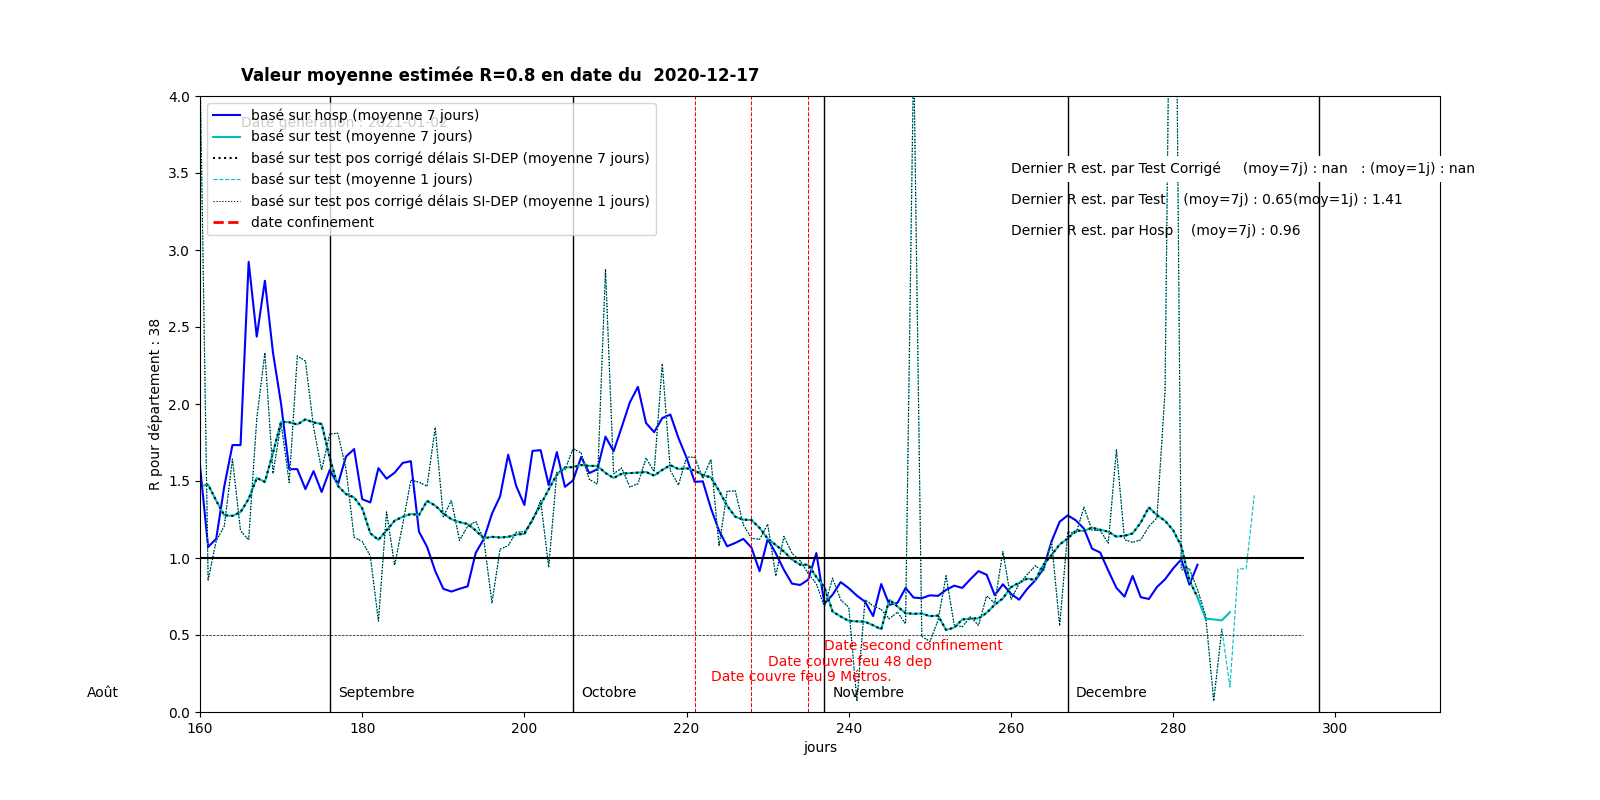 Valeur moyenne estimée R=0.8 en date du  2020-12-17
Date génération : 2021-01-02
basé sur hosp (moyenne 7 jours)
basé sur test (moyenne 7 jours)
basé sur test pos corrigé délais SI-DEP (moyenne 7 jours)
basé sur test (moyenne 1 jours)
basé sur test pos corrigé délais SI-DEP (moyenne 1 jours)
date confinement
Dernier R est. par Test Corrigé     (moy=7j) : nan   : (moy=1j) : nan
Dernier R est. par Test    (moy=7j) : 0.65(moy=1j) : 1.41
Dernier R est. par Hosp    (moy=7j) : 0.96
4.0
3.5
3.0
2.5
2.0
1.5
1.0
0.5
0.0
R pour département : 38
Date second confinement
Date couvre feu 48 dep
Date couvre feu 9 Métros.
Août Septembre Octobre Novembre Decembre
160 180 200 220 240 260 280 300
jours